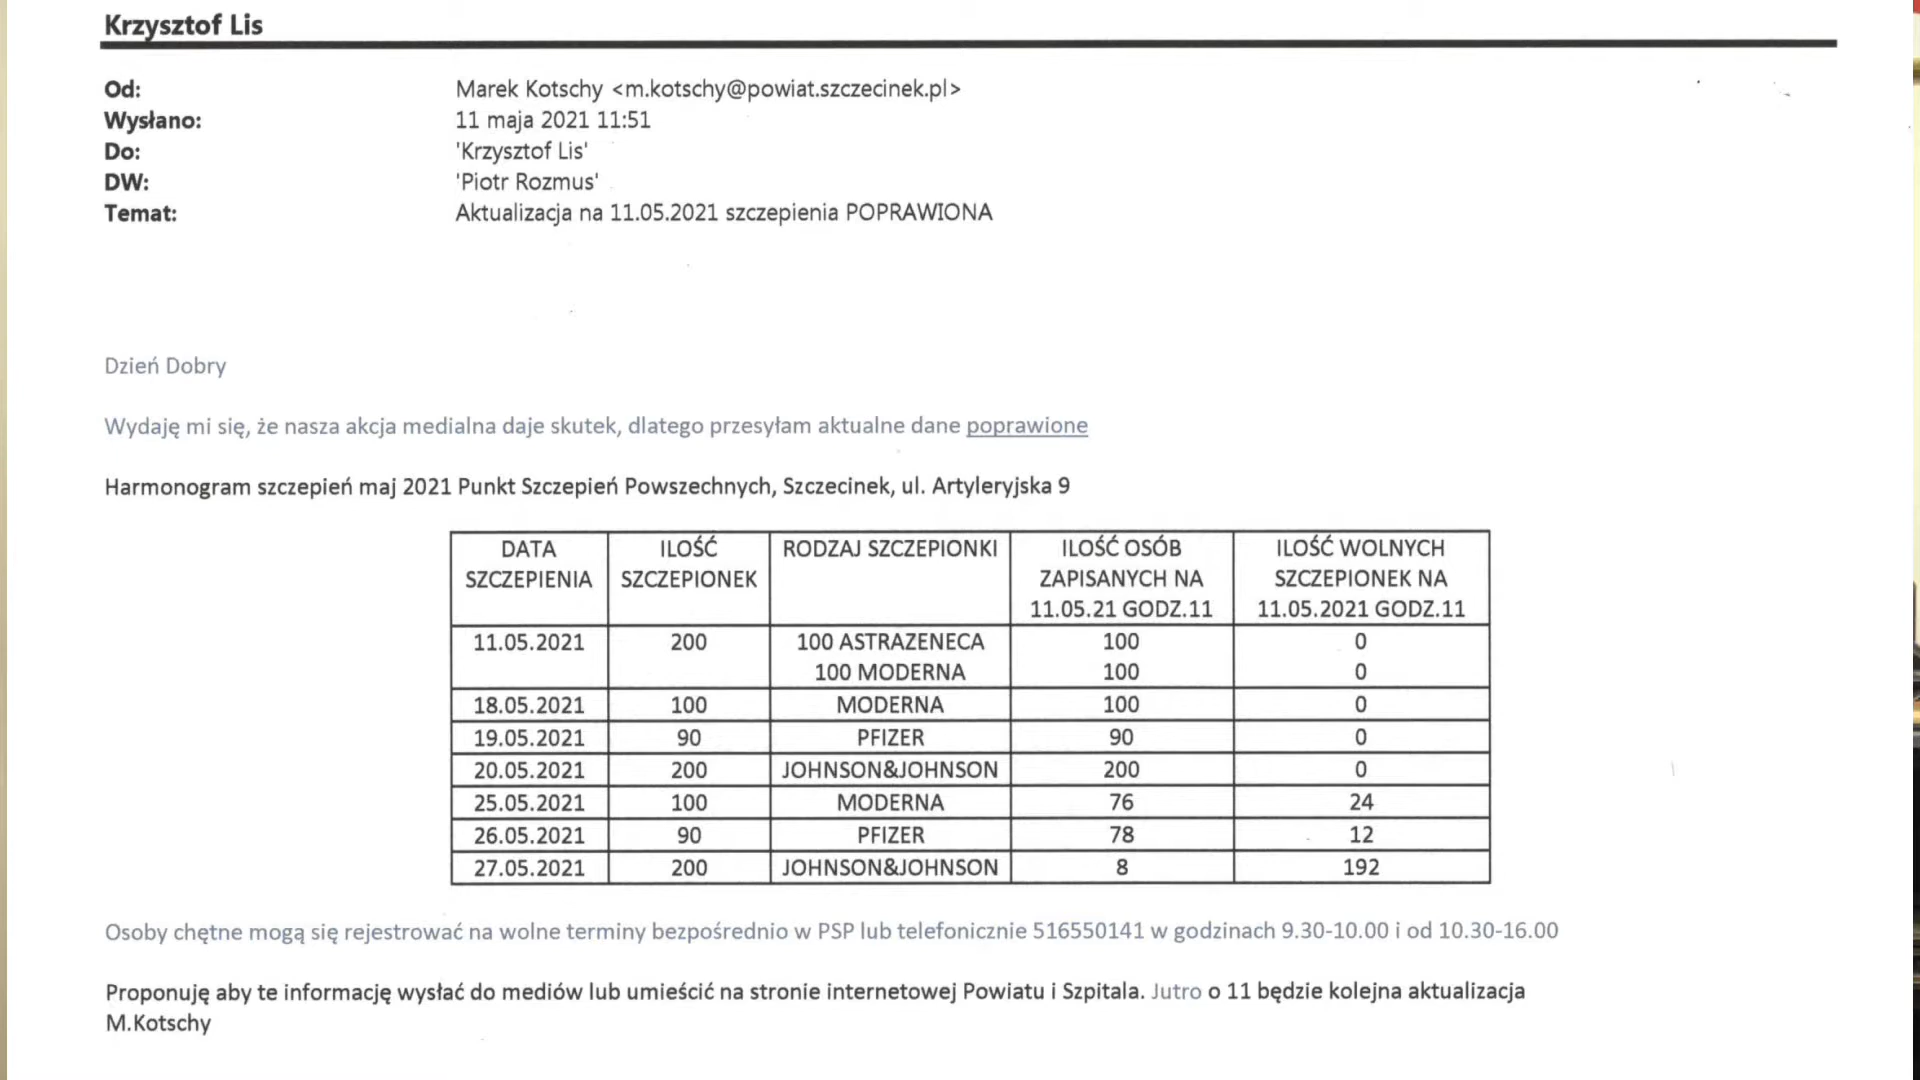 Krzysztof Lis
Od: Marek Kotschy <m.kotschy@powiat.szczecinek.pl>
Wysłano: 11 maja 2021 11:51
Do: 'Krzysztof Lis'
DW: 'Piotr Rozmus'
Temat: Aktualizacja na 11.05.2021 szczepienia POPRAWIONA
Dzień Dobry
Wydaję mi się, że nasza akcja medialna daje skutek, dlatego przesyłam aktualne dane poprawione
Harmonogram szczepień maj 2021 Punkt Szczepień Powszechnych, Szczecinek, ul. Artyleryjska 9
DATA ILOŚĆ RODZAJ SZCZEPIONKI ILOŚĆ OSÓB ILOŚĆ WOLNYCH
SZCZEPIENIA SZCZEPIONEK ZAPISANYCH NA SZCZEPIONEK NA
11.05.21 GODZ.11 11.05.2021 GODZ.11
11.05.2021 200 100 ASTRAZENECA 100 0
100 MODERNA 100 0
18.05.2021 100 MODERNA 100 0
19.05.2021 90 PFIZER 90 0
20.05.2021 200 JOHNSON&JOHNSON 200 0
25.05.2021 100 MODERNA 76 24
26.05.2021 90 PFIZER 78 12
27.05.2021 200 JOHNSON&JOHNSON 8 192
Osoby chętne mogą się rejestrować na wolne terminy bezpośrednio w PSP lub telefonicznie 516550141 w godzinach 9.30-10.00 i od 10.30-16.00
Proponuję aby te informację wysłać do mediów lub umieścić na stronie internetowej Powiatu i Szpitala. Jutro o 11 będzie kolejna aktualizacja
M.Kotschy